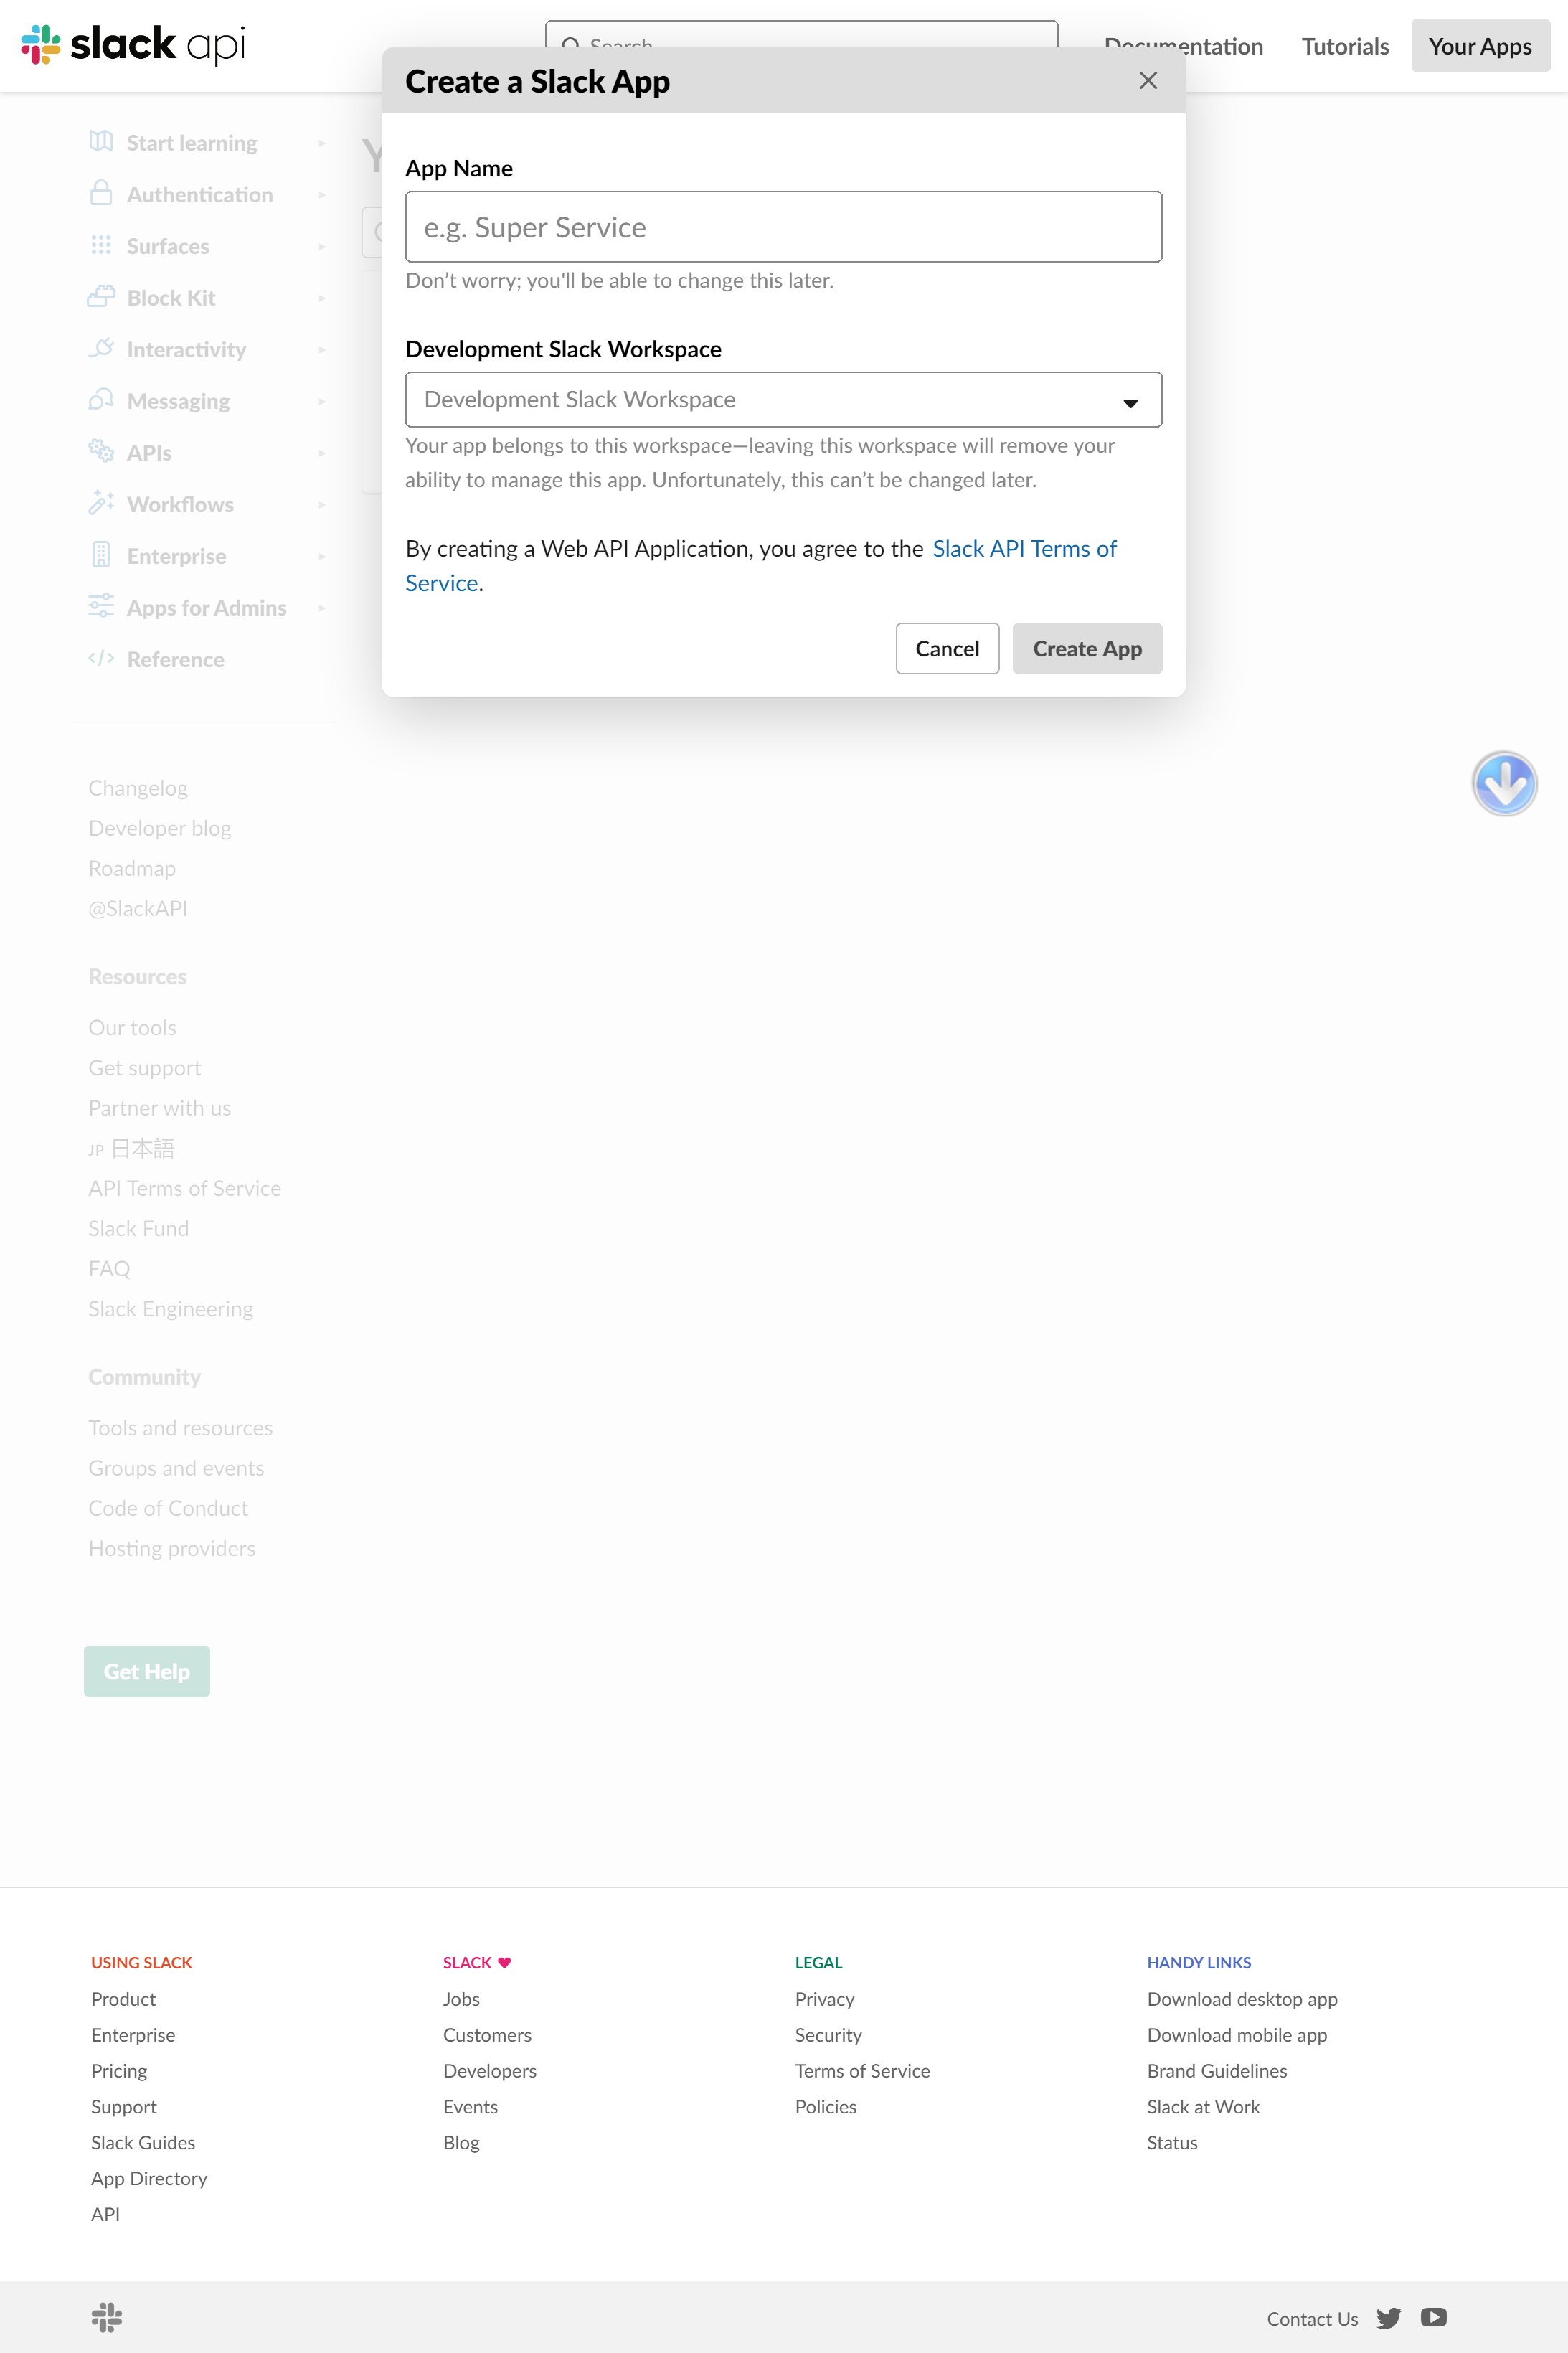 slack api
Search
Documentation
Tutorials
Your Apps
Create a Slack App
App Name
e.g. Super Service
Don't worry; you'll be able to change this later.
Development Slack Workspace
Development Slack Workspace
Your app belongs to this workspace—leaving this workspace will remove your
ability to manage this app. Unfortunately, this can't be changed later.
By creating a Web API Application, you agree to the Slack API Terms of
Service.
Cancel
Create App
Start learning
Authentication
Surfaces
Block Kit
Interactivity
Messaging
APIs
Workflows
Enterprise
Apps for Admins
Reference
Changelog
Developer blog
Roadmap
@SlackAPI
Resources
Our tools
Get support
Partner with us
JP 日本語
API Terms of Service
Slack Fund
FAQ
Slack Engineering
Community
Tools and resources
Groups and events
Code of Conduct
Hosting providers
Get Help
USING SLACK
Product
Enterprise
Pricing
Support
Slack Guides
App Directory
API
SLACK ♥
Jobs
Customers
Developers
Events
Blog
LEGAL
Privacy
Security
Terms of Service
Policies
HANDY LINKS
Download desktop app
Download mobile app
Brand Guidelines
Slack at Work
Status
Contact Us